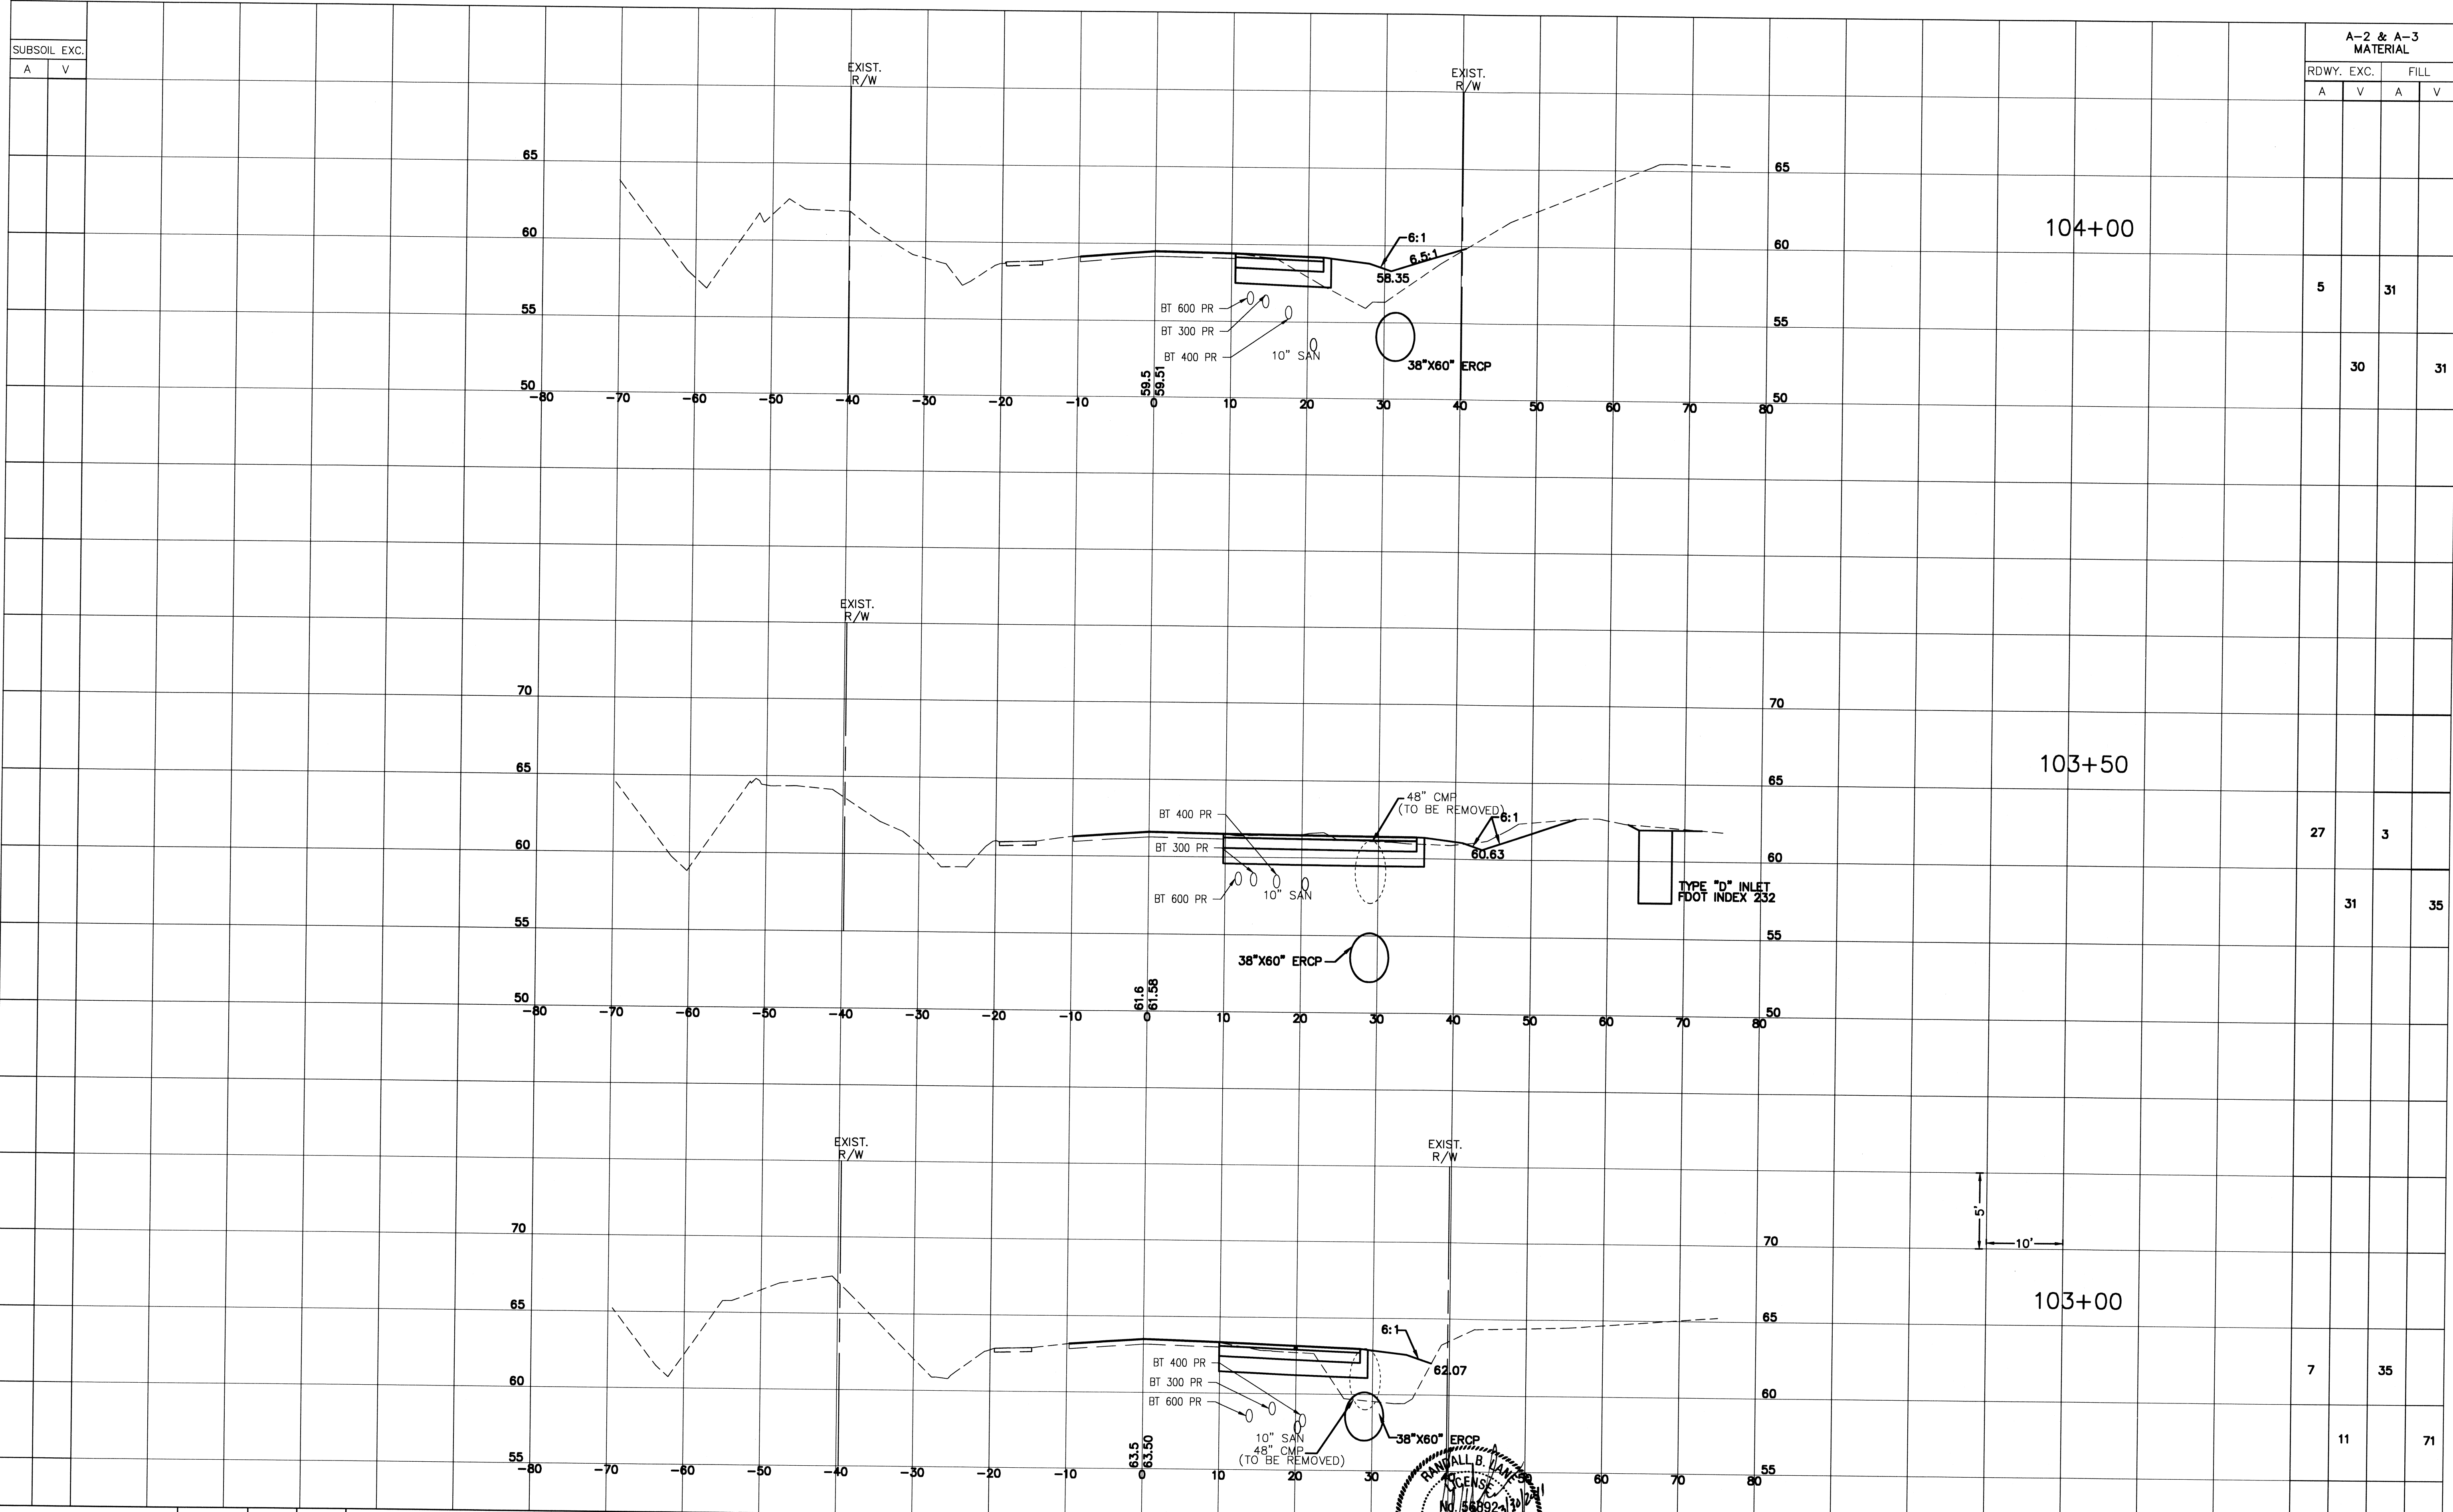 SUBSOIL EXC.
A V
A-2 & A-3
MATERIAL
RDWY. EXC. FILL
A V A V
EXIST.
R/W
EXIST.
R/W
65 65
104+00
60 60
6:1
6.5:1
58.35
5 31
BT 600 PR
55 55
BT 300 PR
BT 400 PR
10" SAN
38"X60" ERCP
30 31
59.5
59.51
50 50
-80 -70 -60 -50 -40 -30 -20 -10 0 10 20 30 40 50 60 70 80
EXIST.
R/W
70 70
103+50
65 65
48" CMP
(TO BE REMOVED)
BT 400 PR
6:1
27 3
BT 300 PR
60 60
60.63
TYPE "D" INLET
FDOT INDEX 232
10" SAN
BT 600 PR
31 35
55 55
38"X60" ERCP
61.6
61.58
50 50
-80 -70 -60 -50 -40 -30 -20 -10 0 10 20 30 40 50 60 70 80
EXIST.
R/W
EXIST.
R/W
5'
10'
70 70
103+00
65 65
6:1
62.07
BT 400 PR
BT 300 PR
BT 600 PR
7 35
60 60
10" SAN
48" CMP
(TO BE REMOVED)
38"X60" ERCP
63.5
63.50
11 71
55 55
-80 -70 -60 -50 -40 -30 -20 -10 0 10 20 30 40 50 60 70 80
RANDALL B. LANE
LICENSE
No. 56892